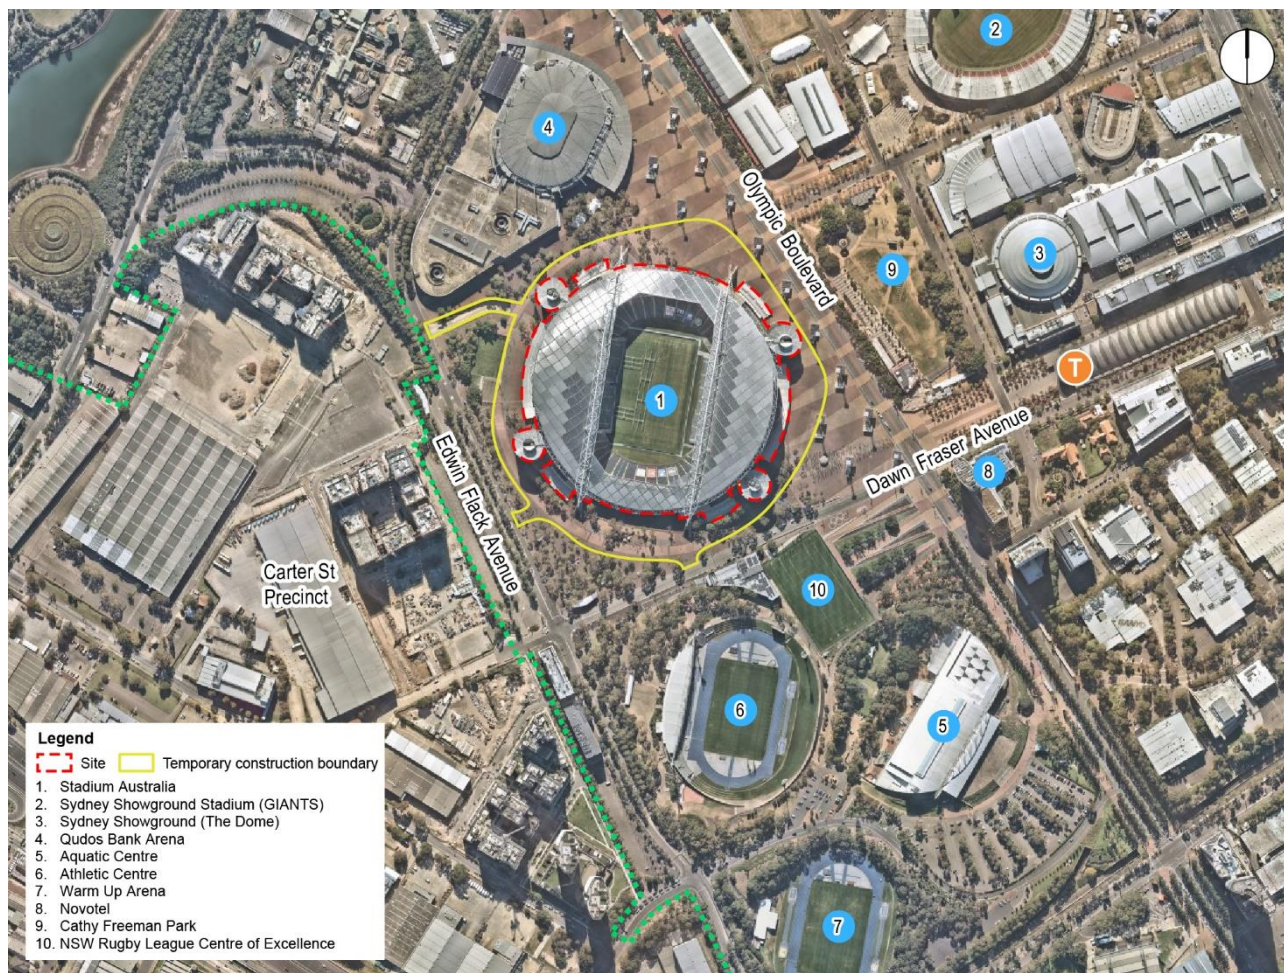 2
4
Olympic Boulevard
9
3
T
1
Dawn Fraser Avenue
8
Edwin Flack Avenue
Carter St
Precinct
10
6
5
7
Legend
Site
Temporary construction boundary
1. Stadium Australia
2. Sydney Showground Stadium (GIANTS)
3. Sydney Showground (The Dome)
4. Qudos Bank Arena
5. Aquatic Centre
6. Athletic Centre
7. Warm Up Arena
8. Novotel
9. Cathy Freeman Park
10. NSW Rugby League Centre of Excellence